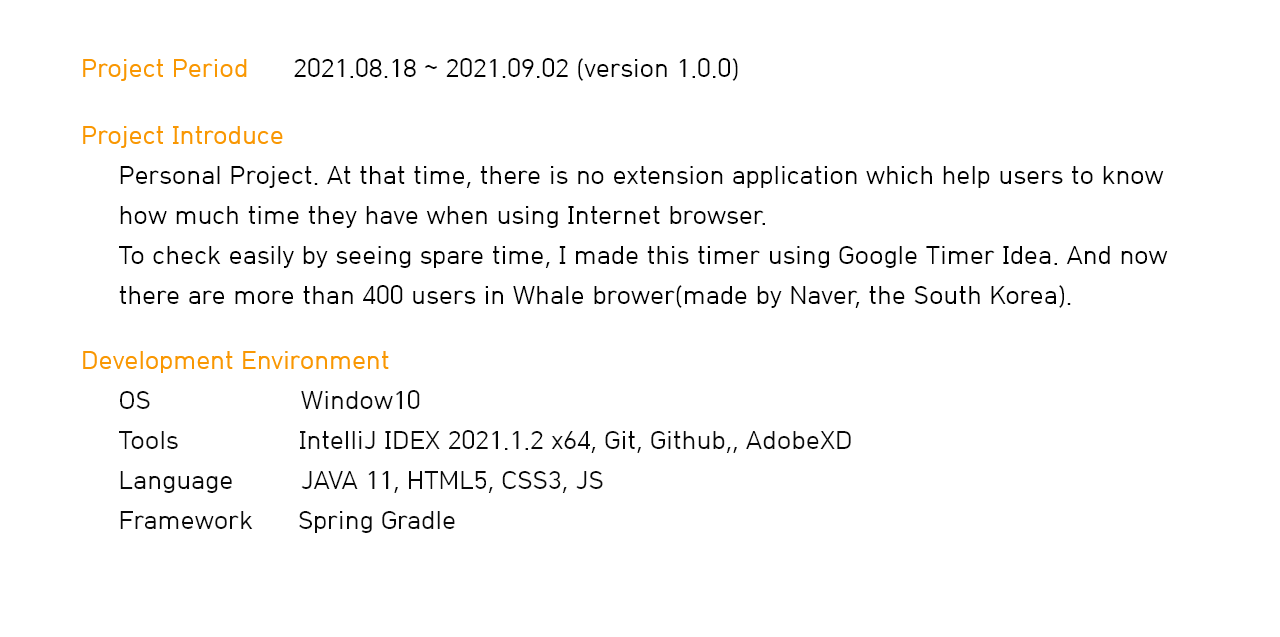 Project Period 2021.08.18 ~ 2021.09.02 (version 1.0.0)
Project Introduce
Personal Project. At that time, there is no extension application which help users to know
how much time they have when using Internet browser.
To check easily by seeing spare time, I made this timer using Google Timer Idea. And now
there are more than 400 users in Whale brower(made by Naver, the South Korea).
Development Environment
OS Window10
Tools IntelliJ IDEX 2021.1.2 x64, Git, Github,, AdobeXD
Language JAVA 11, HTML5, CSS3, JS
Framework Spring Gradle